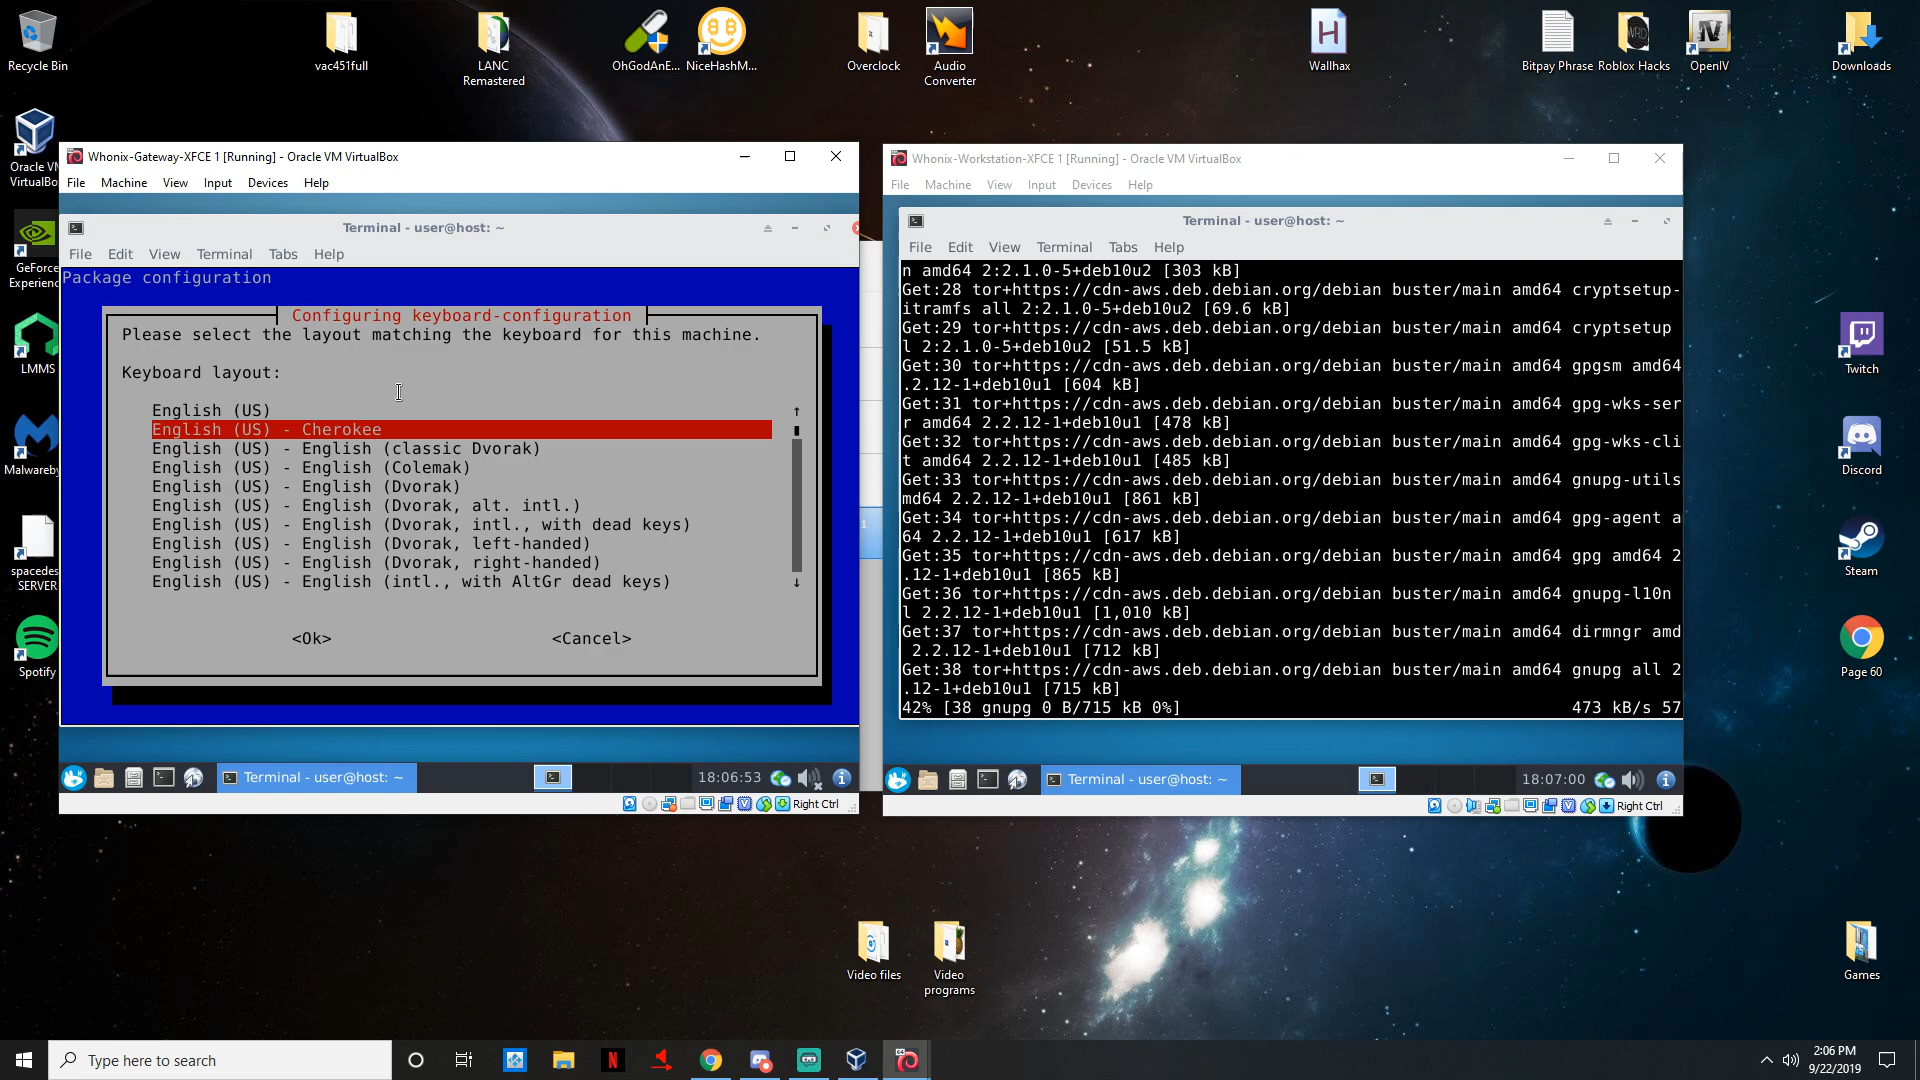 Recycle Bin
vac451full
LANC
Remastered
OhGodAnE...
NiceHashM...
Overclock
Audio
Converter
Wallhax
Bitpay Phrase
Roblox Hacks
OpenIV
Downloads
Oracle VM
VirtualBo
GeForce
Experienc
LMMS
Malwareby
spacedes
SERVER
Spotify
Twitch
Discord
Steam
Page 60
Games
Video files
Video
programs
Whonix-Gateway-XFCE 1 [Running] - Oracle VM VirtualBox
File Machine View Input Devices Help
Terminal - user@host: ~
File Edit View Terminal Tabs Help
Package configuration
Configuring keyboard-configuration
Please select the layout matching the keyboard for this machine.
Keyboard layout:
English (US)
English (US) - Cherokee
English (US) - English (classic Dvorak)
English (US) - English (Colemak)
English (US) - English (Dvorak)
English (US) - English (Dvorak, alt. intl.)
English (US) - English (Dvorak, intl., with dead keys)
English (US) - English (Dvorak, left-handed)
English (US) - English (Dvorak, right-handed)
English (US) - English (intl., with AltGr dead keys)
<Ok> <Cancel>
Terminal - user@host: ~
18:06:53
Right Ctrl
Whonix-Workstation-XFCE 1 [Running] - Oracle VM VirtualBox
File Machine View Input Devices Help
Terminal - user@host: ~
File Edit View Terminal Tabs Help
n amd64 2:2.1.0-5+deb10u2 [303 kB]
Get:28 tor+https://cdn-aws.deb.debian.org/debian buster/main amd64 cryptsetup-
itramfs all 2:2.1.0-5+deb10u2 [69.6 kB]
Get:29 tor+https://cdn-aws.deb.debian.org/debian buster/main amd64 cryptsetup
l 2:2.1.0-5+deb10u2 [51.5 kB]
Get:30 tor+https://cdn-aws.deb.debian.org/debian buster/main amd64 gpgsm amd64
.2.12-1+deb10u1 [604 kB]
Get:31 tor+https://cdn-aws.deb.debian.org/debian buster/main amd64 gpg-wks-ser
r amd64 2.2.12-1+deb10u1 [478 kB]
Get:32 tor+https://cdn-aws.deb.debian.org/debian buster/main amd64 gpg-wks-cli
t amd64 2.2.12-1+deb10u1 [485 kB]
Get:33 tor+https://cdn-aws.deb.debian.org/debian buster/main amd64 gnupg-utils
md64 2.2.12-1+deb10u1 [861 kB]
Get:34 tor+https://cdn-aws.deb.debian.org/debian buster/main amd64 gpg-agent a
64 2.2.12-1+deb10u1 [617 kB]
Get:35 tor+https://cdn-aws.deb.debian.org/debian buster/main amd64 gpg amd64 2
.12-1+deb10u1 [865 kB]
Get:36 tor+https://cdn-aws.deb.debian.org/debian buster/main amd64 gnupg-l10n
l 2.2.12-1+deb10u1 [1,010 kB]
Get:37 tor+https://cdn-aws.deb.debian.org/debian buster/main amd64 dirmngr amd
2.2.12-1+deb10u1 [712 kB]
Get:38 tor+https://cdn-aws.deb.debian.org/debian buster/main amd64 gnupg all 2
.12-1+deb10u1 [715 kB]
42% [38 gnupg 0 B/715 kB 0%] 473 kB/s 57
Terminal - user@host: ~
18:07:00
Right Ctrl
Type here to search
2:06 PM
9/22/2019